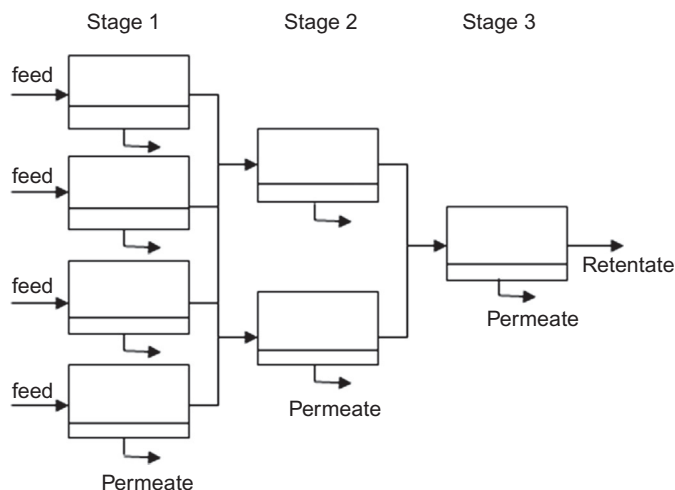 Stage 1
Stage 2
Stage 3
feed
feed
feed
feed
Retentate
Permeate
Permeate
Permeate